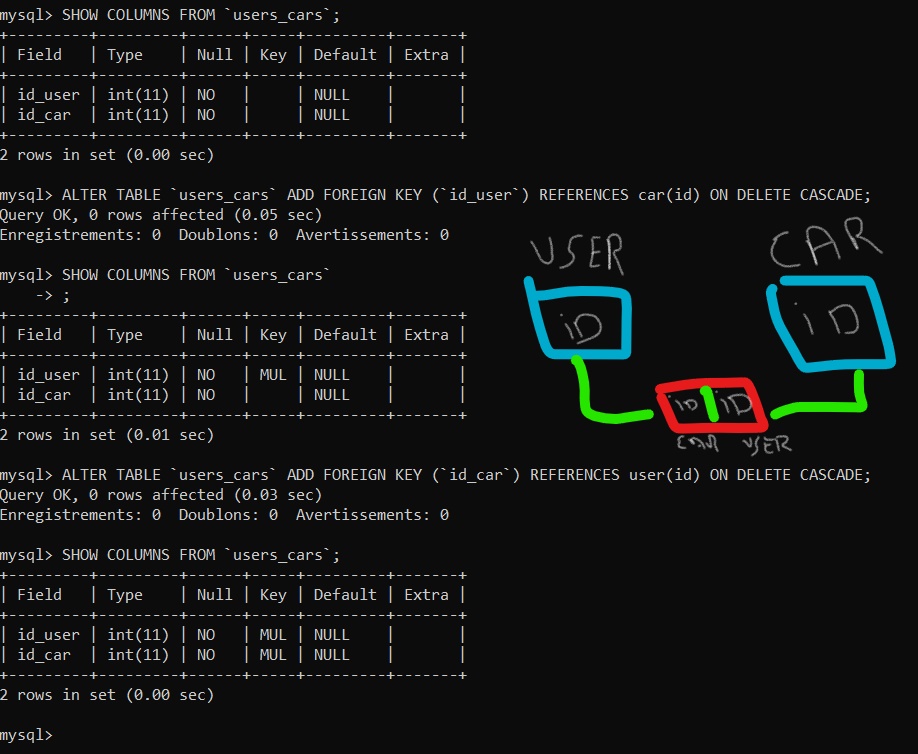 mysql> SHOW COLUMNS FROM `users_cars`;
+---------+---------+------+-----+---------+-------+
| Field   | Type    | Null | Key | Default | Extra |
+---------+---------+------+-----+---------+-------+
| id_user | int(11) | NO   |     | NULL    |       |
| id_car  | int(11) | NO   |     | NULL    |       |
+---------+---------+------+-----+---------+-------+
2 rows in set (0.00 sec)
mysql> ALTER TABLE `users_cars` ADD FOREIGN KEY (`id_user`) REFERENCES car(id) ON DELETE CASCADE;
Query OK, 0 rows affected (0.05 sec)
Enregistrements: 0  Doublons: 0  Avertissements: 0
mysql> SHOW COLUMNS FROM `users_cars`
    -> ;
+---------+---------+------+-----+---------+-------+
| Field   | Type    | Null | Key | Default | Extra |
+---------+---------+------+-----+---------+-------+
| id_user | int(11) | NO   | MUL | NULL    |       |
| id_car  | int(11) | NO   |     | NULL    |       |
+---------+---------+------+-----+---------+-------+
2 rows in set (0.01 sec)
mysql> ALTER TABLE `users_cars` ADD FOREIGN KEY (`id_car`) REFERENCES user(id) ON DELETE CASCADE;
Query OK, 0 rows affected (0.03 sec)
Enregistrements: 0  Doublons: 0  Avertissements: 0
mysql> SHOW COLUMNS FROM `users_cars`;
+---------+---------+------+-----+---------+-------+
| Field   | Type    | Null | Key | Default | Extra |
+---------+---------+------+-----+---------+-------+
| id_user | int(11) | NO   | MUL | NULL    |       |
| id_car  | int(11) | NO   | MUL | NULL    |       |
+---------+---------+------+-----+---------+-------+
2 rows in set (0.00 sec)
mysql>
USER CAR
iD iD
iD iD
CAR USER